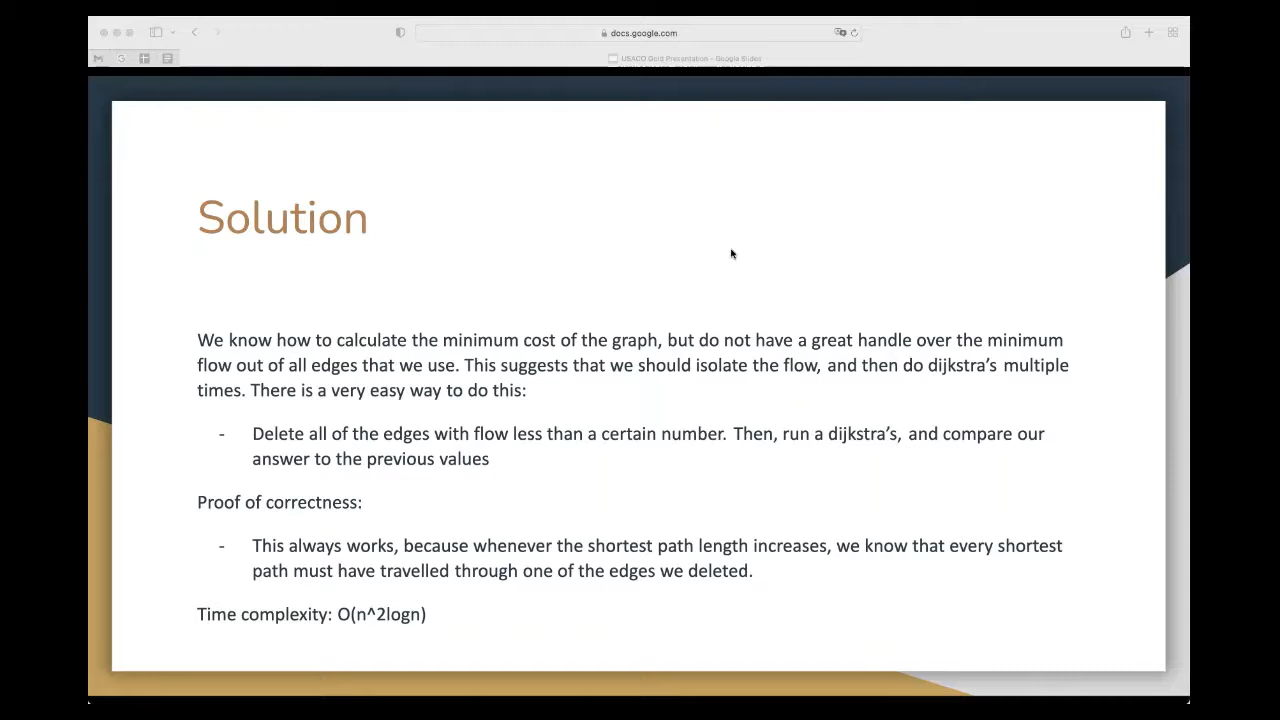 docs.google.com
USACO Gold Presentation - Google Slides
Solution
We know how to calculate the minimum cost of the graph, but do not have a great handle over the minimum
flow out of all edges that we use. This suggests that we should isolate the flow, and then do dijkstra's multiple
times. There is a very easy way to do this:
- Delete all of the edges with flow less than a certain number. Then, run a dijkstra's, and compare our
answer to the previous values
Proof of correctness:
- This always works, because whenever the shortest path length increases, we know that every shortest
path must have travelled through one of the edges we deleted.
Time complexity: O(n^2logn)